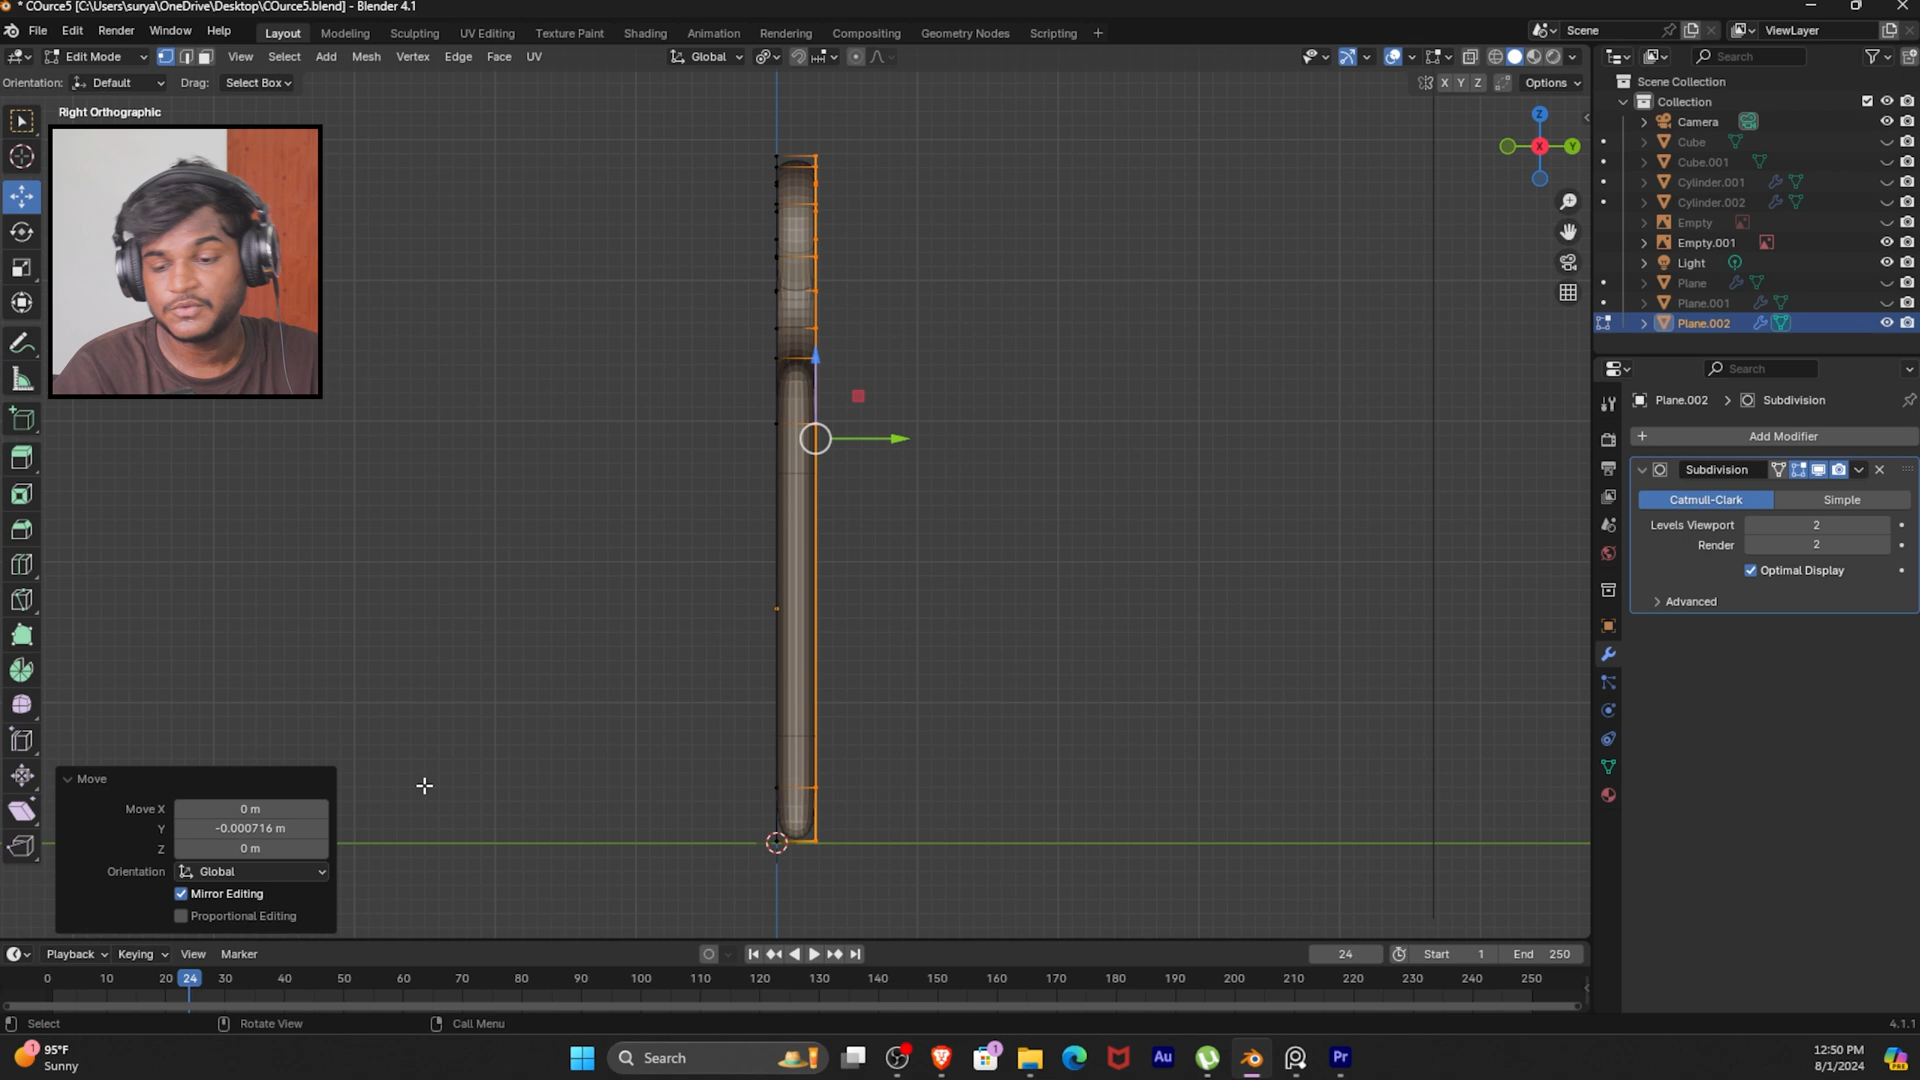 * COurce5 [C:\Users\surya\OneDrive\Desktop\COurce5.blend] - Blender 4.1
File Edit Render Window Help Layout Modeling Sculpting UV Editing Texture Paint Shading Animation Rendering Compositing Geometry Nodes Scripting + Scene ViewLayer
Edit Mode View Select Add Mesh Vertex Edge Face UV Global Search
Orientation: Default Drag: Select Box X Y Z Options
Right Orthographic
Scene Collection
Collection
Camera
Cube
Cube.001
Cylinder.001
Cylinder.002
Empty
Empty.001
Light
Plane
Plane.001
Plane.002
Z
X
Y
Search
Plane.002 > Subdivision
+ Add Modifier
Subdivision
Catmull-Clark Simple
Levels Viewport 2
Render 2
Optimal Display
Advanced
Move
Move X 0 m
Y -0.000716 m
Z 0 m
Orientation Global
Mirror Editing
Proportional Editing
Playback Keying View Marker 24 Start 1 End 250
0 10 20 24 30 40 50 60 70 80 90 100 110 120 130 140 150 160 170 180 190 200 210 220 230 240 250
Select Rotate View Call Menu 4.1.1
1
95°F
Sunny
Search
1
Au
Pr
12:50 PM
8/1/2024
PRE